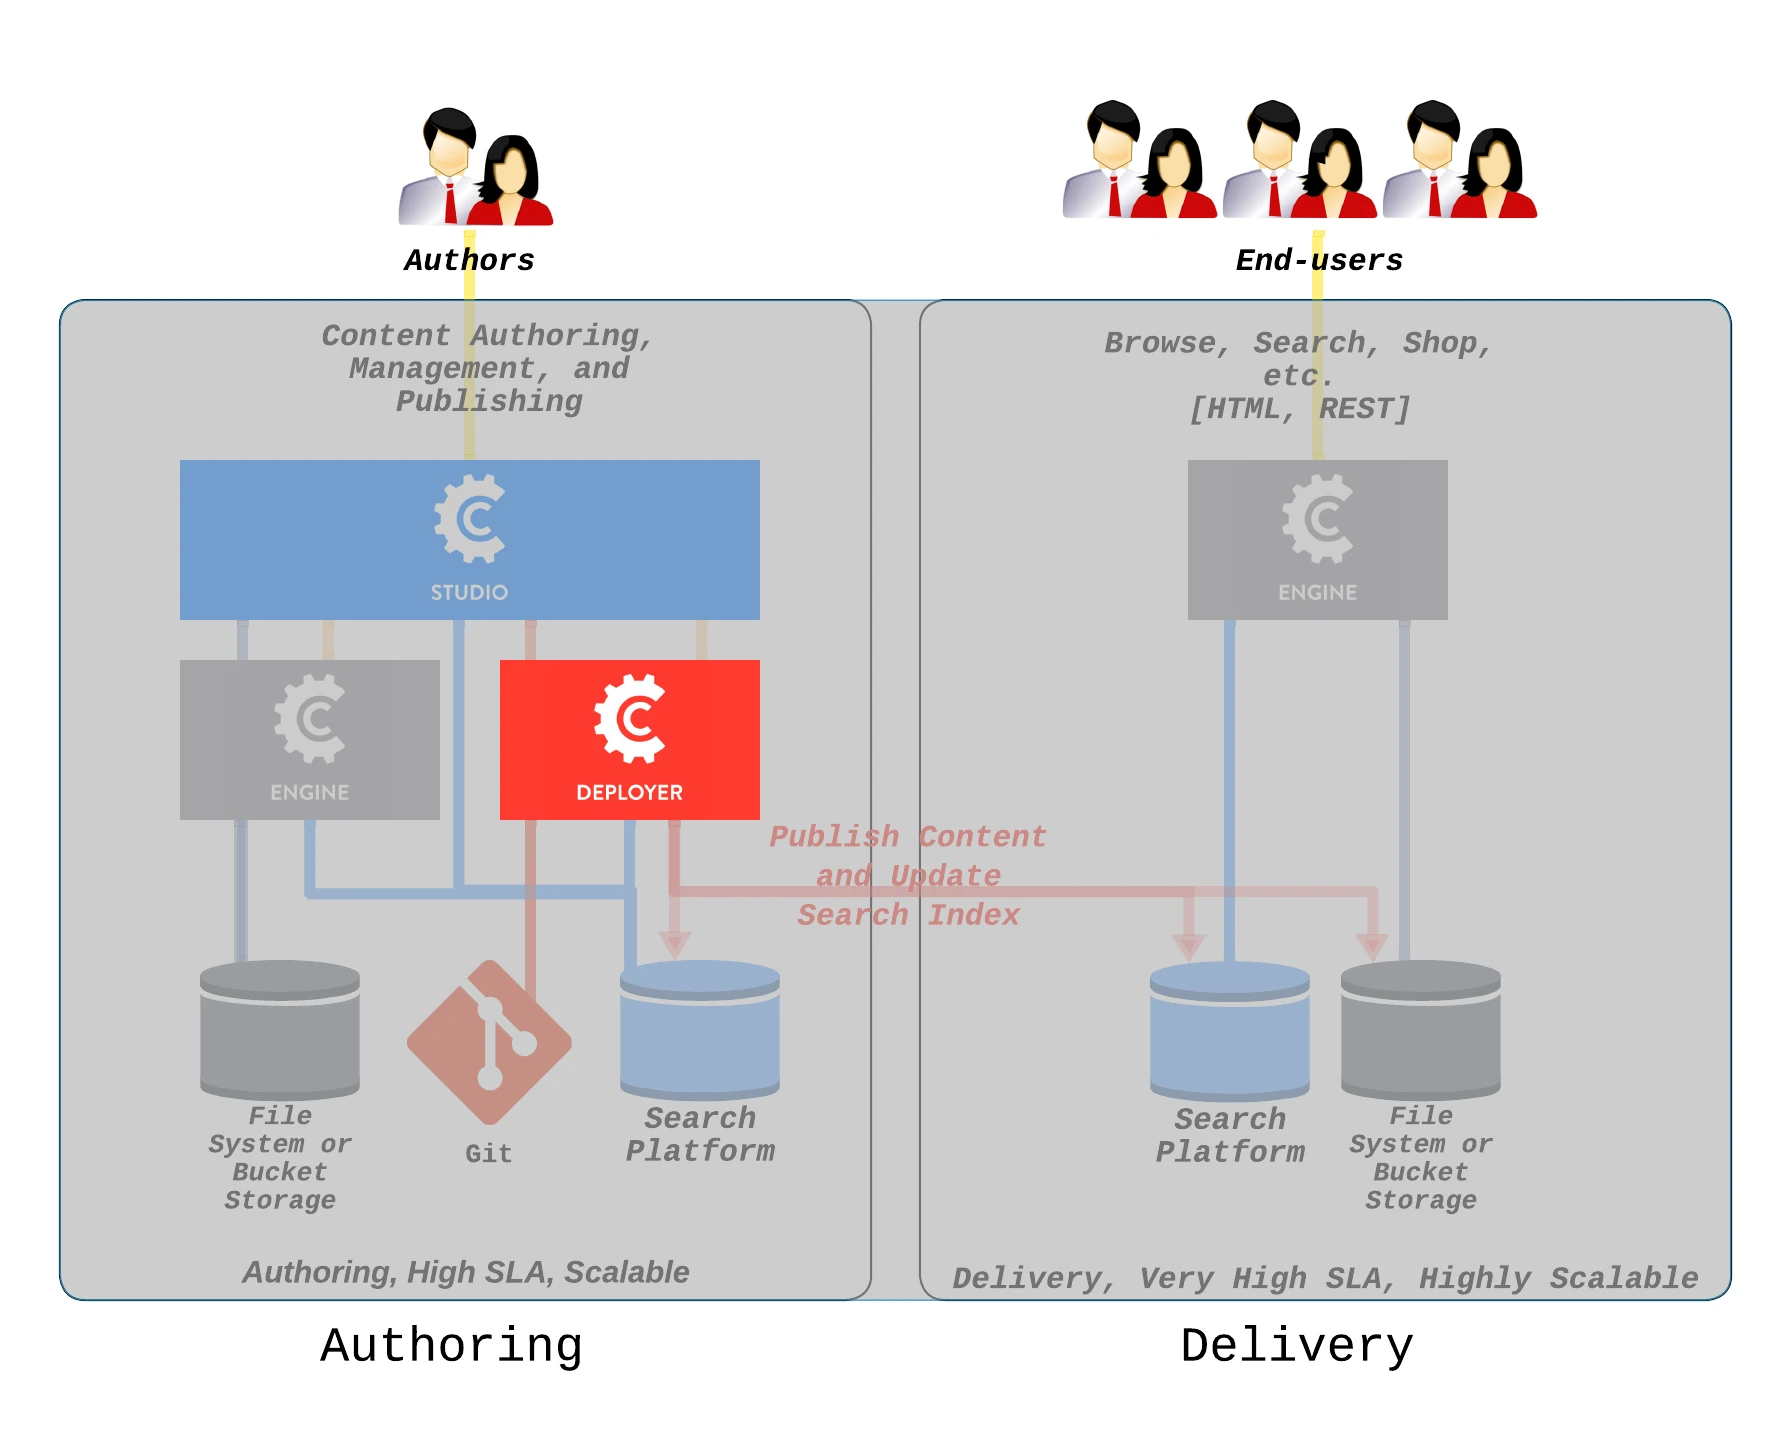 Authors
End-users
Content Authoring,
Management, and
Publishing
Browse, Search, Shop,
etc.
[HTML, REST]
STUDIO
ENGINE
ENGINE
DEPLOYER
Publish Content
and Update
Search Index
File
System or
Bucket
Storage
Git
Search
Platform
Search
Platform
File
System or
Bucket
Storage
Authoring, High SLA, Scalable
Delivery, Very High SLA, Highly Scalable
Authoring
Delivery